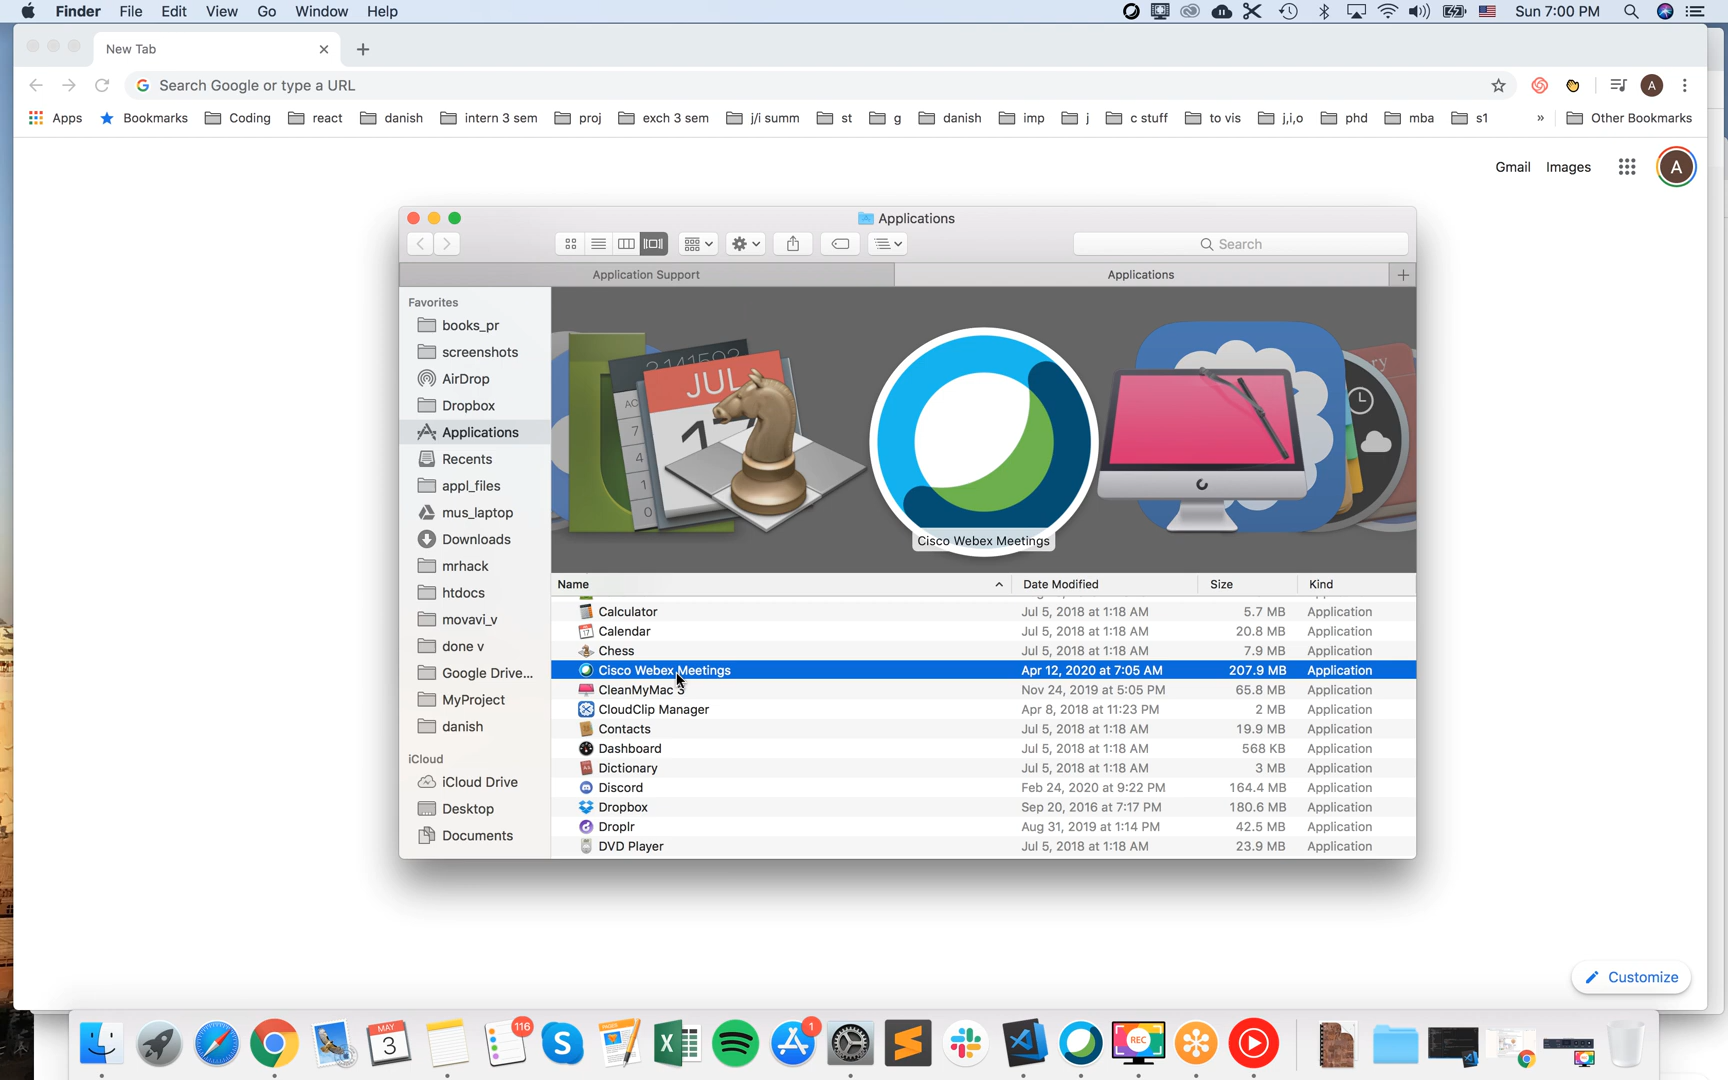 Finder File Edit View Go Window Help Sun 7:00 PM
New Tab
Search Google or type a URL A
Apps Bookmarks Coding react danish intern 3 sem proj exch 3 sem j/i summ st g danish imp j c stuff to vis j,i,o phd mba s1 » Other Bookmarks
Gmail Images A
Applications
Search
Application Support Applications
Favorites
books_pr
screenshots
AirDrop
Dropbox
Applications
Recents
appl_files
mus_laptop
Downloads
mrhack
htdocs
movavi_v
done v
Google Drive...
MyProject
danish
iCloud
iCloud Drive
Desktop
Documents
JUL
Cisco Webex Meetings
Name Date Modified Size Kind
Calculator Jul 5, 2018 at 1:18 AM 5.7 MB Application
Calendar Jul 5, 2018 at 1:18 AM 20.8 MB Application
Chess Jul 5, 2018 at 1:18 AM 7.9 MB Application
Cisco Webex Meetings Apr 12, 2020 at 7:05 AM 207.9 MB Application
CleanMyMac 3 Nov 24, 2019 at 5:05 PM 65.8 MB Application
CloudClip Manager Apr 8, 2018 at 11:23 PM 2 MB Application
Contacts Jul 5, 2018 at 1:18 AM 19.9 MB Application
Dashboard Jul 5, 2018 at 1:18 AM 568 KB Application
Dictionary Jul 5, 2018 at 1:18 AM 3 MB Application
Discord Feb 24, 2020 at 9:22 PM 164.4 MB Application
Dropbox Sep 20, 2016 at 7:17 PM 180.6 MB Application
Droplr Aug 31, 2019 at 1:14 PM 42.5 MB Application
DVD Player Jul 5, 2018 at 1:18 AM 23.9 MB Application
Customize
MAY
3
116
1
REC